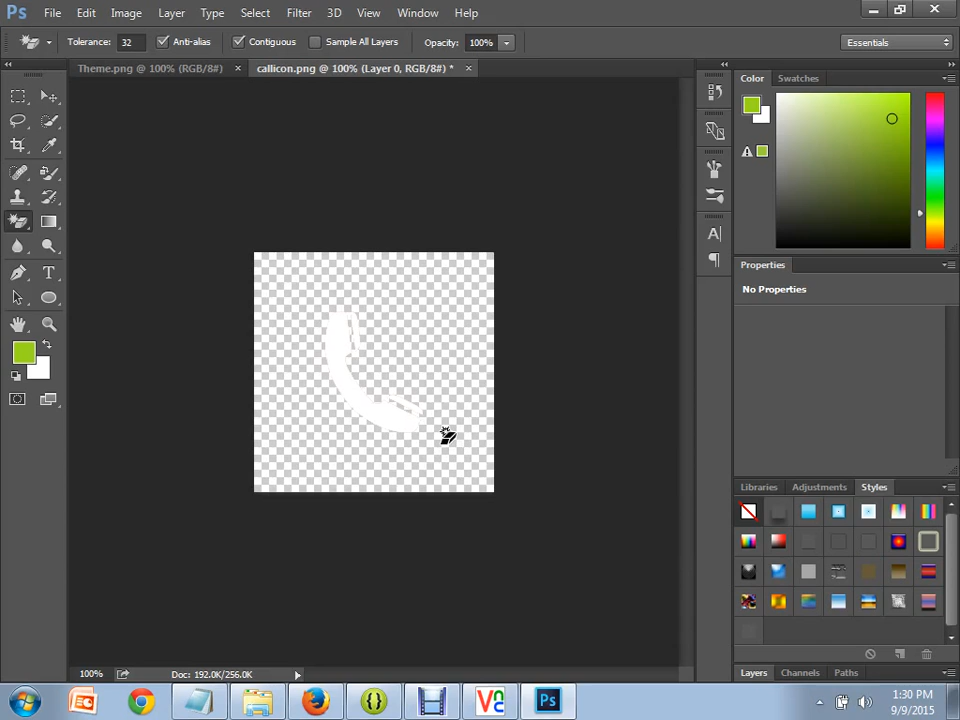 Ps File Edit Image Layer Type Select Filter 3D View Window Help
Tolerance: 32 Anti-alias Contiguous Sample All Layers Opacity: 100% Essentials
Theme.png @ 100% (RGB/8#) × callicon.png @ 100% (Layer 0, RGB/8#) * ×
Color Swatches
Properties
No Properties
Libraries Adjustments Styles
100% Doc: 192.0K/256.0K
Layers Channels Paths
1:30 PM
9/9/2015